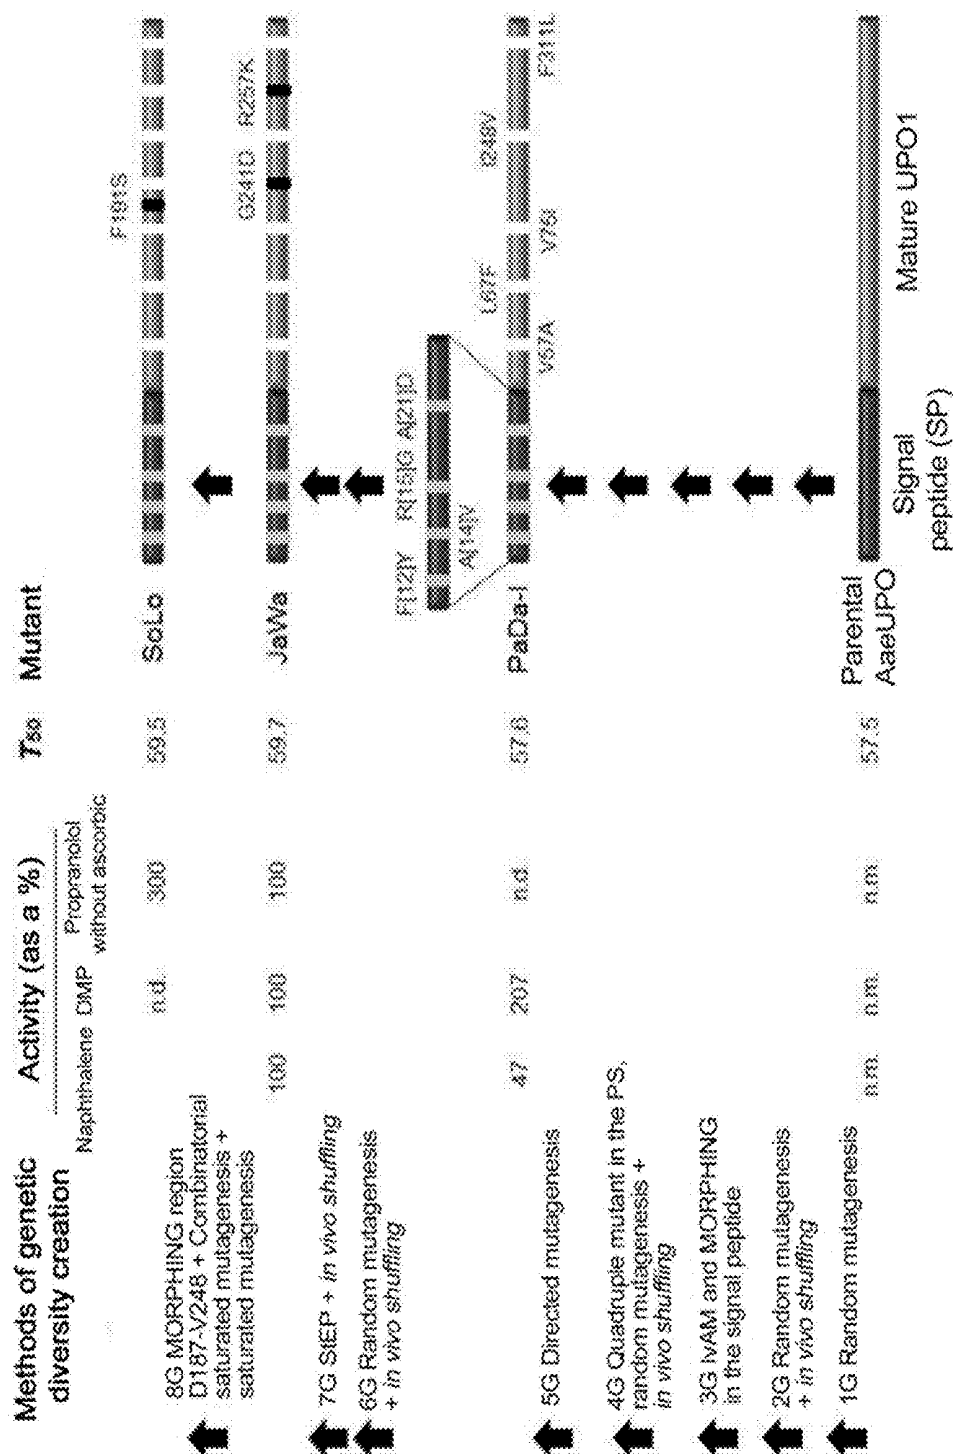 Methods of genetic
diversity creation
Activity (as a %)
Naphthalene DMP Propranolol
without ascorbic
T50
Mutant
8G MORPHING region
D187-V248 + Combinatorial
saturated mutagenesis +
saturated mutagenesis
n.d. 300 59.5 SoLo
F191S
7G SEP + in vivo shuffling
6G Random mutagenesis
+ in vivo shuffling
100 100 100 59.7 JaWa
G241D R257K
F[12]Y R[15]G A[21]D
A[14]V
5G Directed mutagenesis
47 207 n.d. 57.6 PaDa-I
V57A L67F V75I I248V F311L
4G Quadruple mutant in the PS,
random mutagenesis +
in vivo shuffling
3G IvAM and MORPHING
in the signal peptide
2G Random mutagenesis
+ in vivo shuffling
1G Random mutagenesis
n.m. n.m. n.m. 57.5 Parental
AaeUPO
Signal
peptide (SP)
Mature UPO1